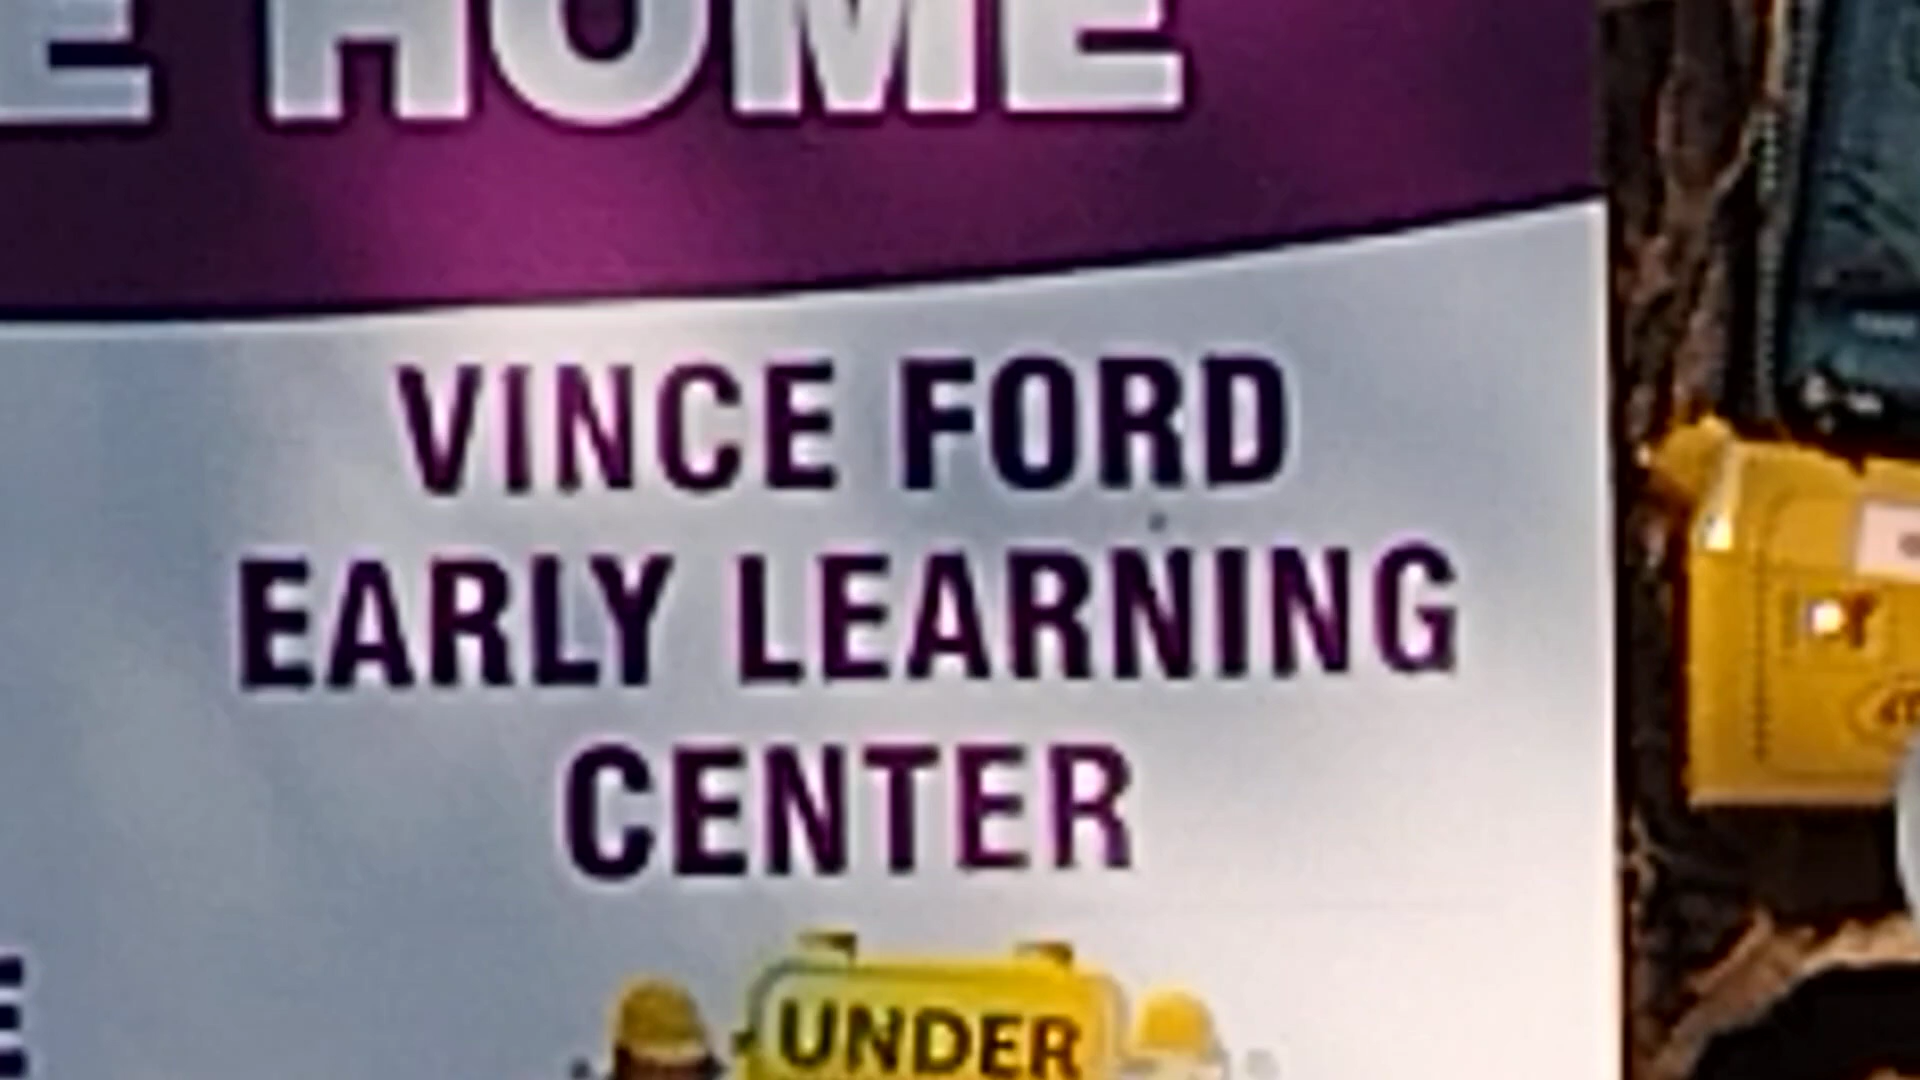 E HOME
VINCE FORD
EARLY LEARNING
CENTER
UNDER